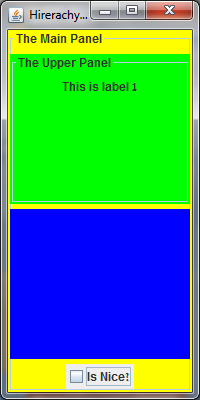 Hirerachy...
The Main Panel
The Upper Panel
This is label 1
Is Nice?